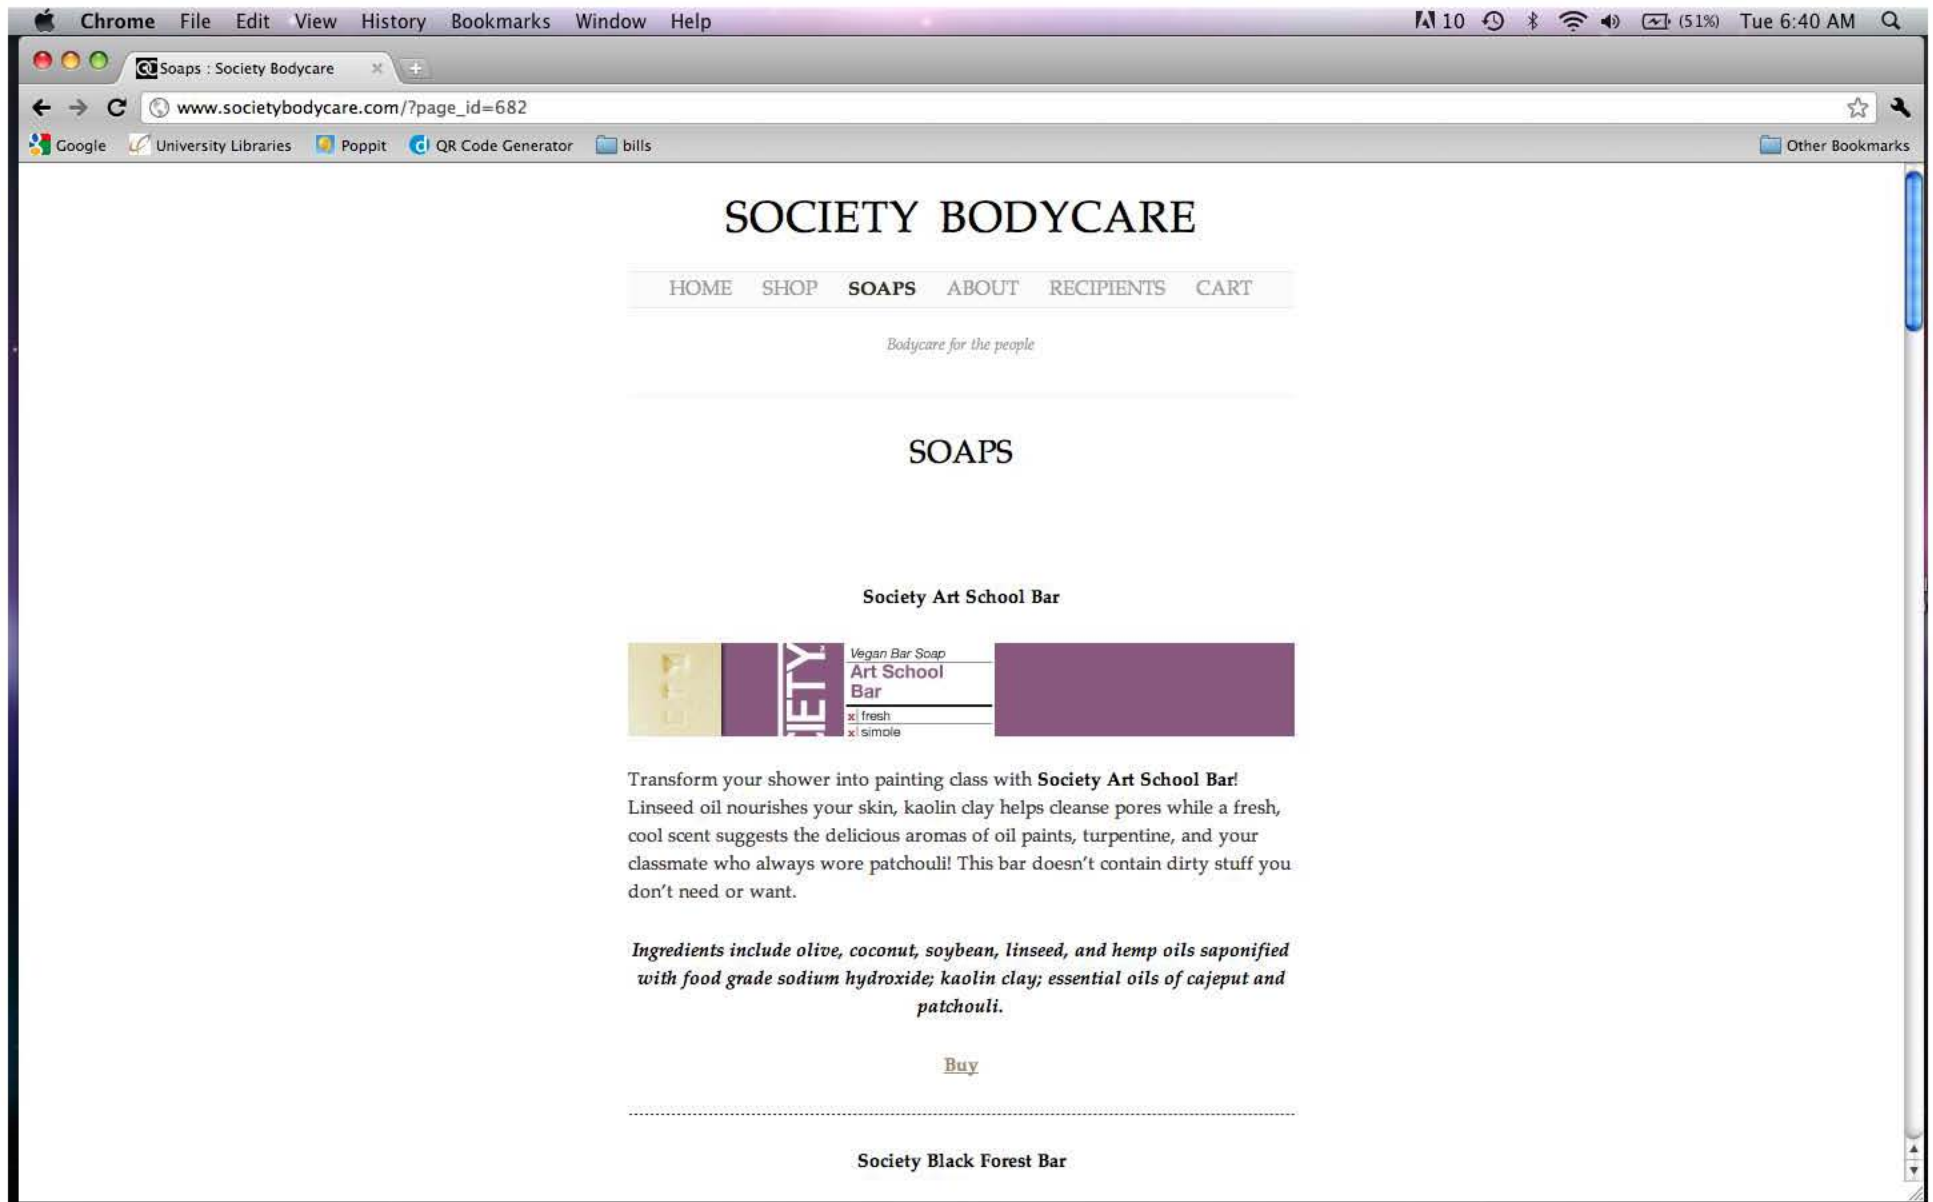 Chrome File Edit View History Bookmarks Window Help 10 (51%) Tue 6:40 AM
Soaps : Society Bodycare
www.societybodycare.com/?page_id=682
Google University Libraries Poppit QR Code Generator bills Other Bookmarks
SOCIETY BODYCARE
HOME SHOP SOAPS ABOUT RECIPIENTS CART
Bodycare for the people
SOAPS
Society Art School Bar
IETY
Vegan Bar Soap
Art School
Bar
x fresh
x simple
Transform your shower into painting class with Society Art School Bar!
Linseed oil nourishes your skin, kaolin clay helps cleanse pores while a fresh,
cool scent suggests the delicious aromas of oil paints, turpentine, and your
classmate who always wore patchouli! This bar doesn't contain dirty stuff you
don't need or want.
Ingredients include olive, coconut, soybean, linseed, and hemp oils saponified
with food grade sodium hydroxide; kaolin clay; essential oils of cajeput and
patchouli.
Buy
Society Black Forest Bar